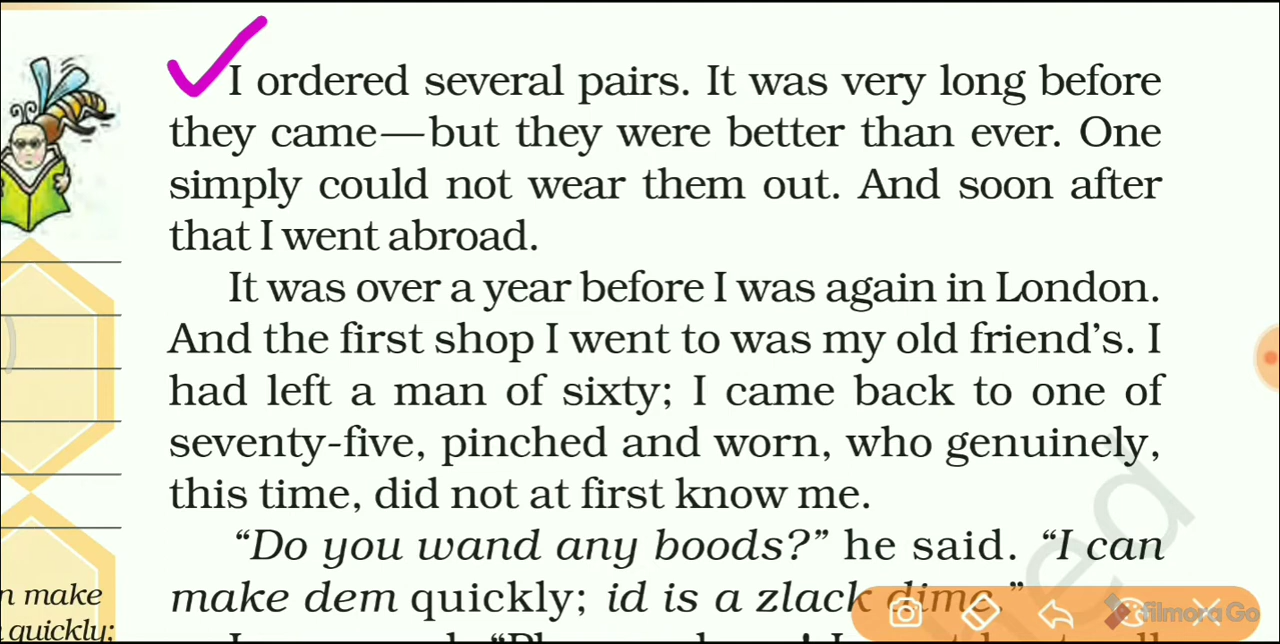 I ordered several pairs. It was very long before
they came—but they were better than ever. One
simply could not wear them out. And soon after
that I went abroad.
It was over a year before I was again in London.
And the first shop I went to was my old friend’s. I
had left a man of sixty; I came back to one of
seventy-five, pinched and worn, who genuinely,
this time, did not at first know me.
“Do you wand any boods?” he said. “I can
make dem quickly; id is a zlack dime.”
n make
quickly;
filmora Go